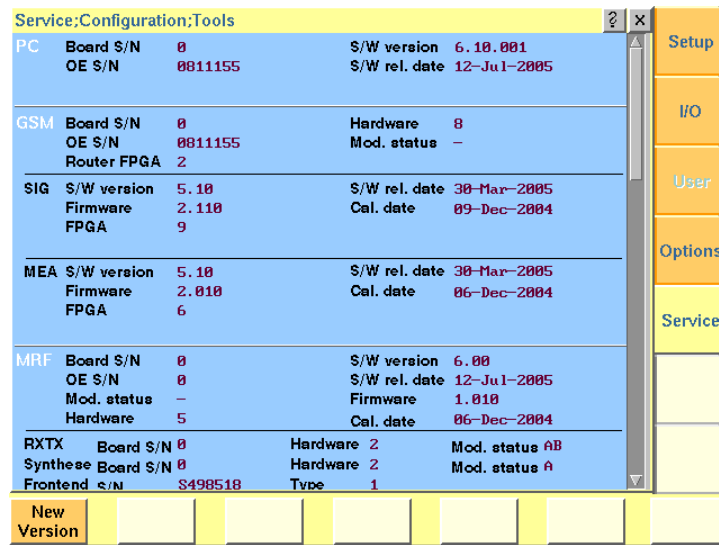 Service;Configuration;Tools ? ×
PC Board S/N 0 S/W version 6.10.001
OE S/N 0811155 S/W rel. date 12-Jul-2005
GSM Board S/N 0 Hardware 8
OE S/N 0811155 Mod. status -
Router FPGA 2
SIG S/W version 5.10 S/W rel. date 30-Mar-2005
Firmware 2.110 Cal. date 09-Dec-2004
FPGA 9
MEA S/W version 5.10 S/W rel. date 30-Mar-2005
Firmware 2.010 Cal. date 06-Dec-2004
FPGA 6
MRF Board S/N 0 S/W version 6.00
OE S/N 0 S/W rel. date 12-Jul-2005
Mod. status - Firmware 1.010
Hardware 5 Cal. date 06-Dec-2004
RXTX Board S/N 0 Hardware 2 Mod. status AB
Synthese Board S/N 0 Hardware 2 Mod. status A
Frontend S/N S498518 Type 1
Setup
I/O
User
Options
Service
New
Version